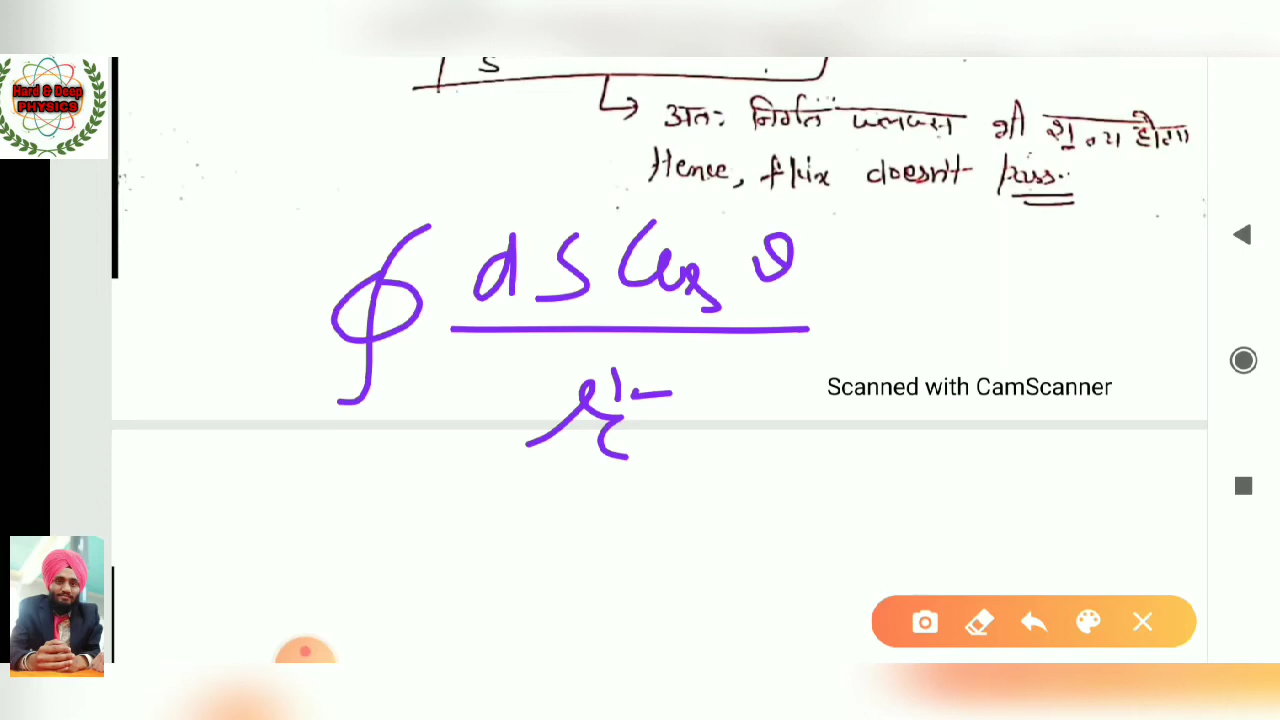 Hard & Deep
PHYSICS
S
अतः निर्गत फ्लक्स भी शून्य होगा
Hence, flux doesn't pass.
∮ dS Cos θ
r²
Scanned with CamScanner